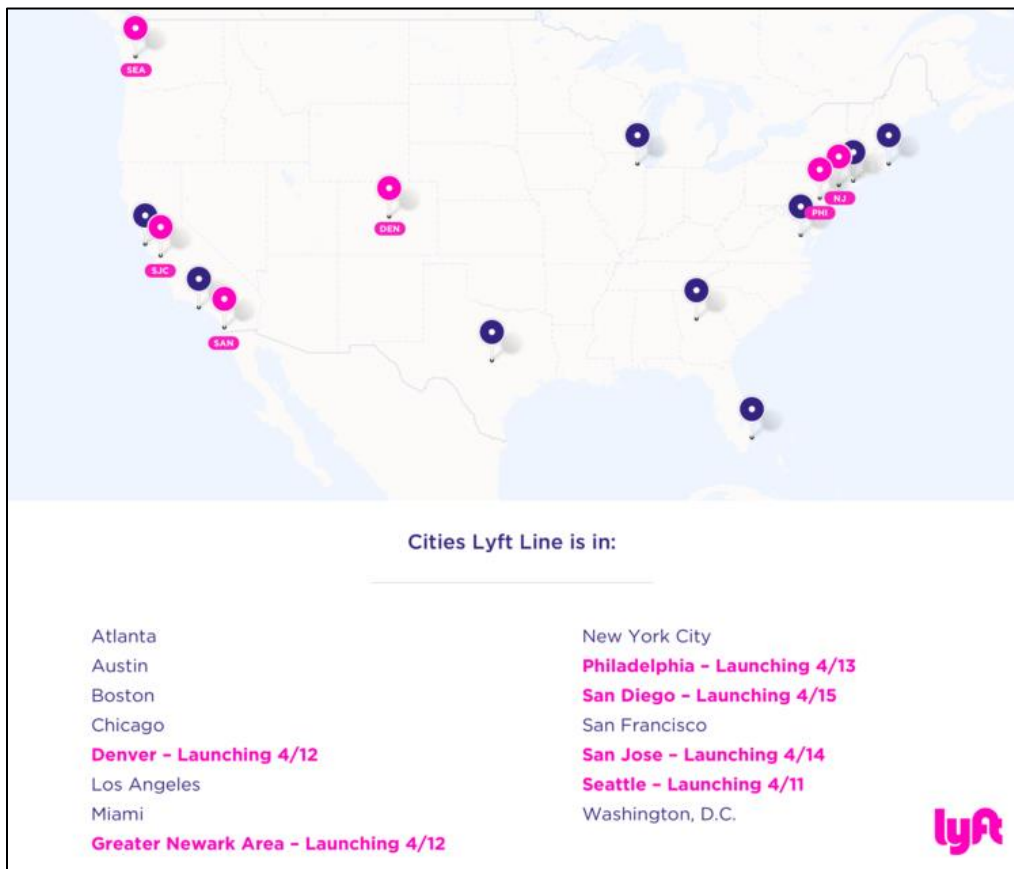 SEA
NJ
PHI
DEN
SJC
SAN
Cities Lyft Line is in:
Atlanta
Austin
Boston
Chicago
Denver – Launching 4/12
Los Angeles
Miami
Greater Newark Area – Launching 4/12
New York City
Philadelphia – Launching 4/13
San Diego – Launching 4/15
San Francisco
San Jose – Launching 4/14
Seattle – Launching 4/11
Washington, D.C.
lyft